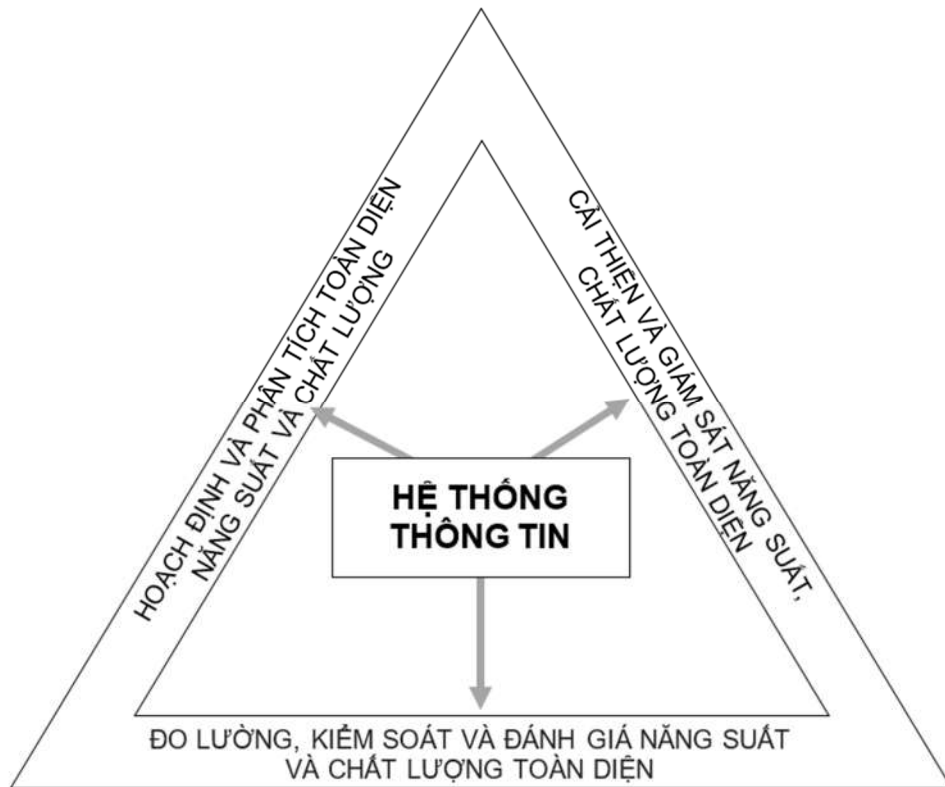 HOẠCH ĐỊNH VÀ PHÂN TÍCH TOÀN DIỆN
NĂNG SUẤT VÀ CHẤT LƯỢNG
CẢI THIỆN VÀ GIÁM SÁT NĂNG SUẤT,
CHẤT LƯỢNG TOÀN DIỆN
HỆ THỐNG
THÔNG TIN
ĐO LƯỜNG, KIỂM SOÁT VÀ ĐÁNH GIÁ NĂNG SUẤT
VÀ CHẤT LƯỢNG TOÀN DIỆN